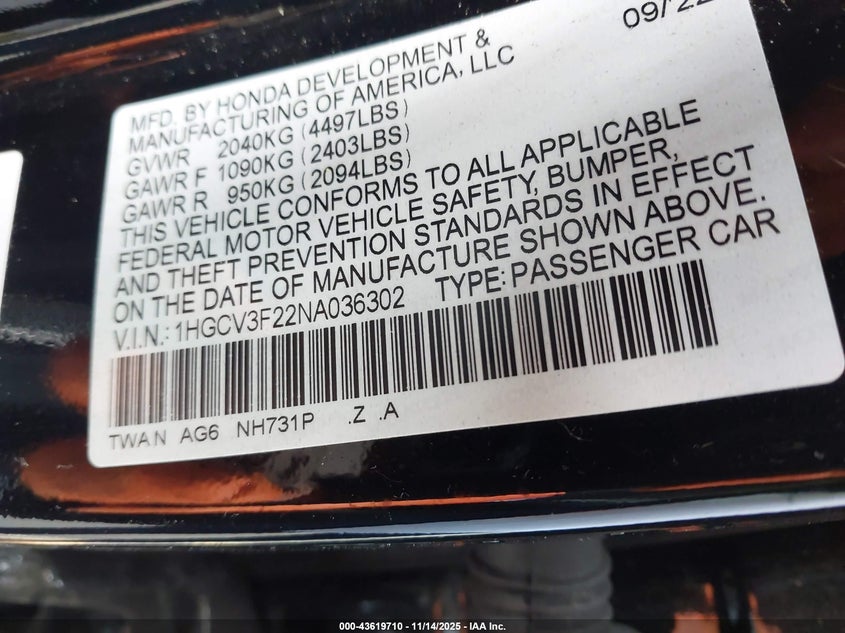 09/22
MFD. BY HONDA DEVELOPMENT &
MANUFACTURING OF AMERICA, LLC
GVWR 2040KG (4497LBS)
GAWR F 1090KG (2403LBS)
GAWR R 950KG (2094LBS)
THIS VEHICLE CONFORMS TO ALL APPLICABLE
FEDERAL MOTOR VEHICLE SAFETY, BUMPER,
AND THEFT PREVENTION STANDARDS IN EFFECT
ON THE DATE OF MANUFACTURE SHOWN ABOVE.
V.I.N.: 1HGCV3F22NA036302 TYPE: PASSENGER CAR
TWAN AG6 NH731P .Z .A
000-43619710 - 11/14/2025 - IAA Inc.